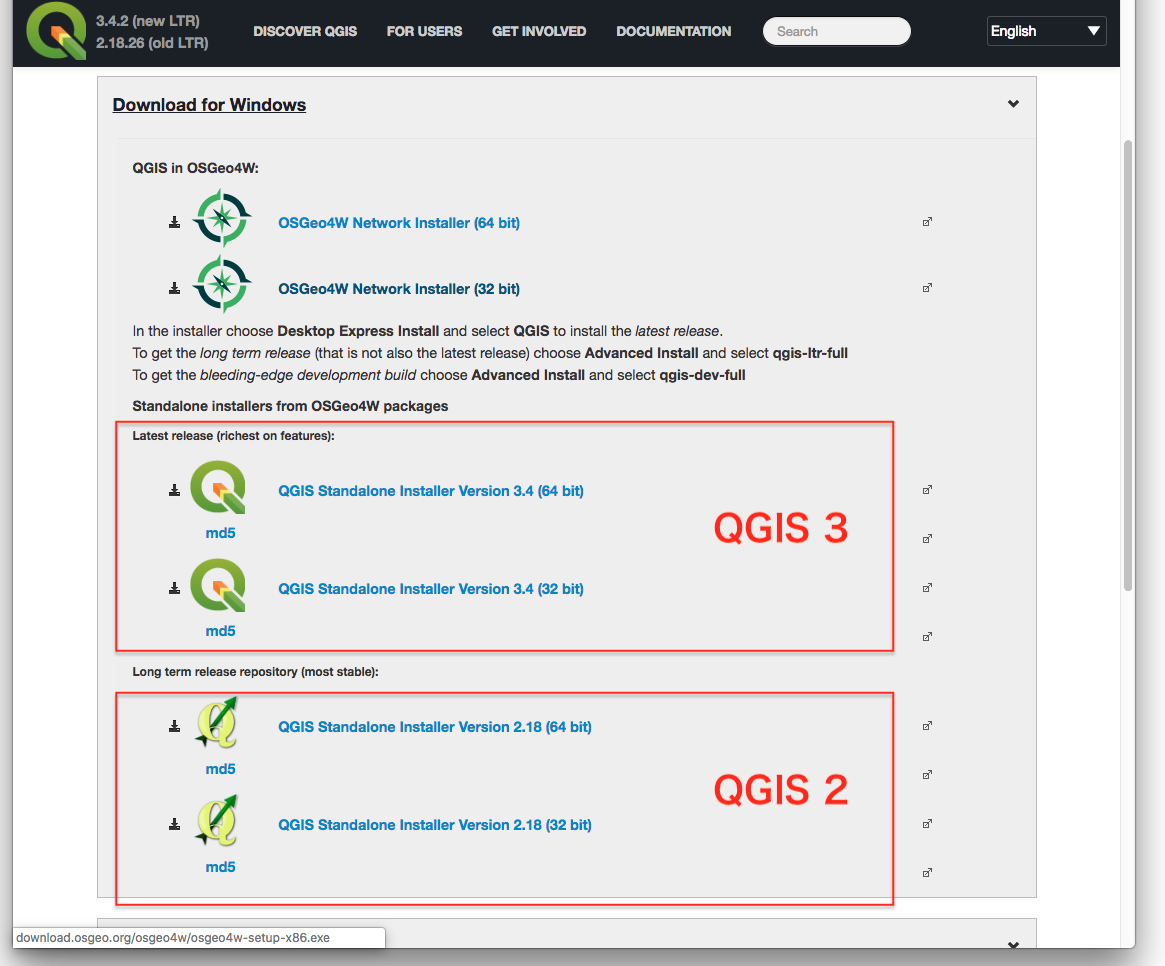 3.4.2 (new LTR)
2.18.26 (old LTR)
DISCOVER QGIS FOR USERS GET INVOLVED DOCUMENTATION Search English
Download for Windows
QGIS in OSGeo4W:
OSGeo4W Network Installer (64 bit)
OSGeo4W Network Installer (32 bit)
In the installer choose Desktop Express Install and select QGIS to install the latest release.
To get the long term release (that is not also the latest release) choose Advanced Install and select qgis-ltr-full
To get the bleeding-edge development build choose Advanced Install and select qgis-dev-full
Standalone installers from OSGeo4W packages
Latest release (richest on features):
QGIS Standalone Installer Version 3.4 (64 bit)
QGIS 3
md5
QGIS Standalone Installer Version 3.4 (32 bit)
md5
Long term release repository (most stable):
QGIS Standalone Installer Version 2.18 (64 bit)
md5
QGIS 2
QGIS Standalone Installer Version 2.18 (32 bit)
md5
download.osgeo.org/osgeo4w/osgeo4w-setup-x86.exe